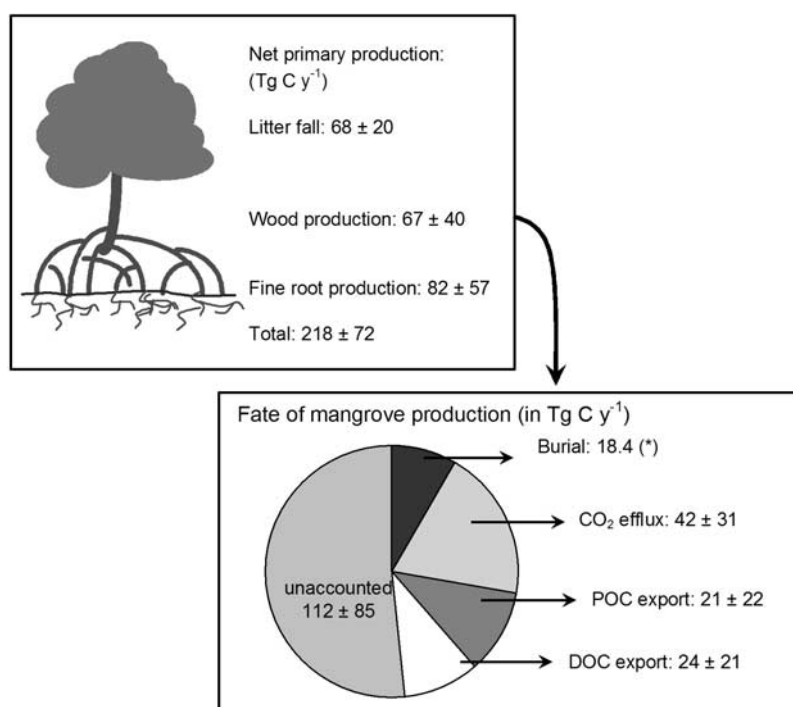 Net primary production:
(Tg C y⁻¹)
Litter fall: 68 ± 20
Wood production: 67 ± 40
Fine root production: 82 ± 57
Total: 218 ± 72
Fate of mangrove production (in Tg C y⁻¹)
Burial: 18.4 (*)
CO₂ efflux: 42 ± 31
unaccounted
112 ± 85
POC export: 21 ± 22
DOC export: 24 ± 21